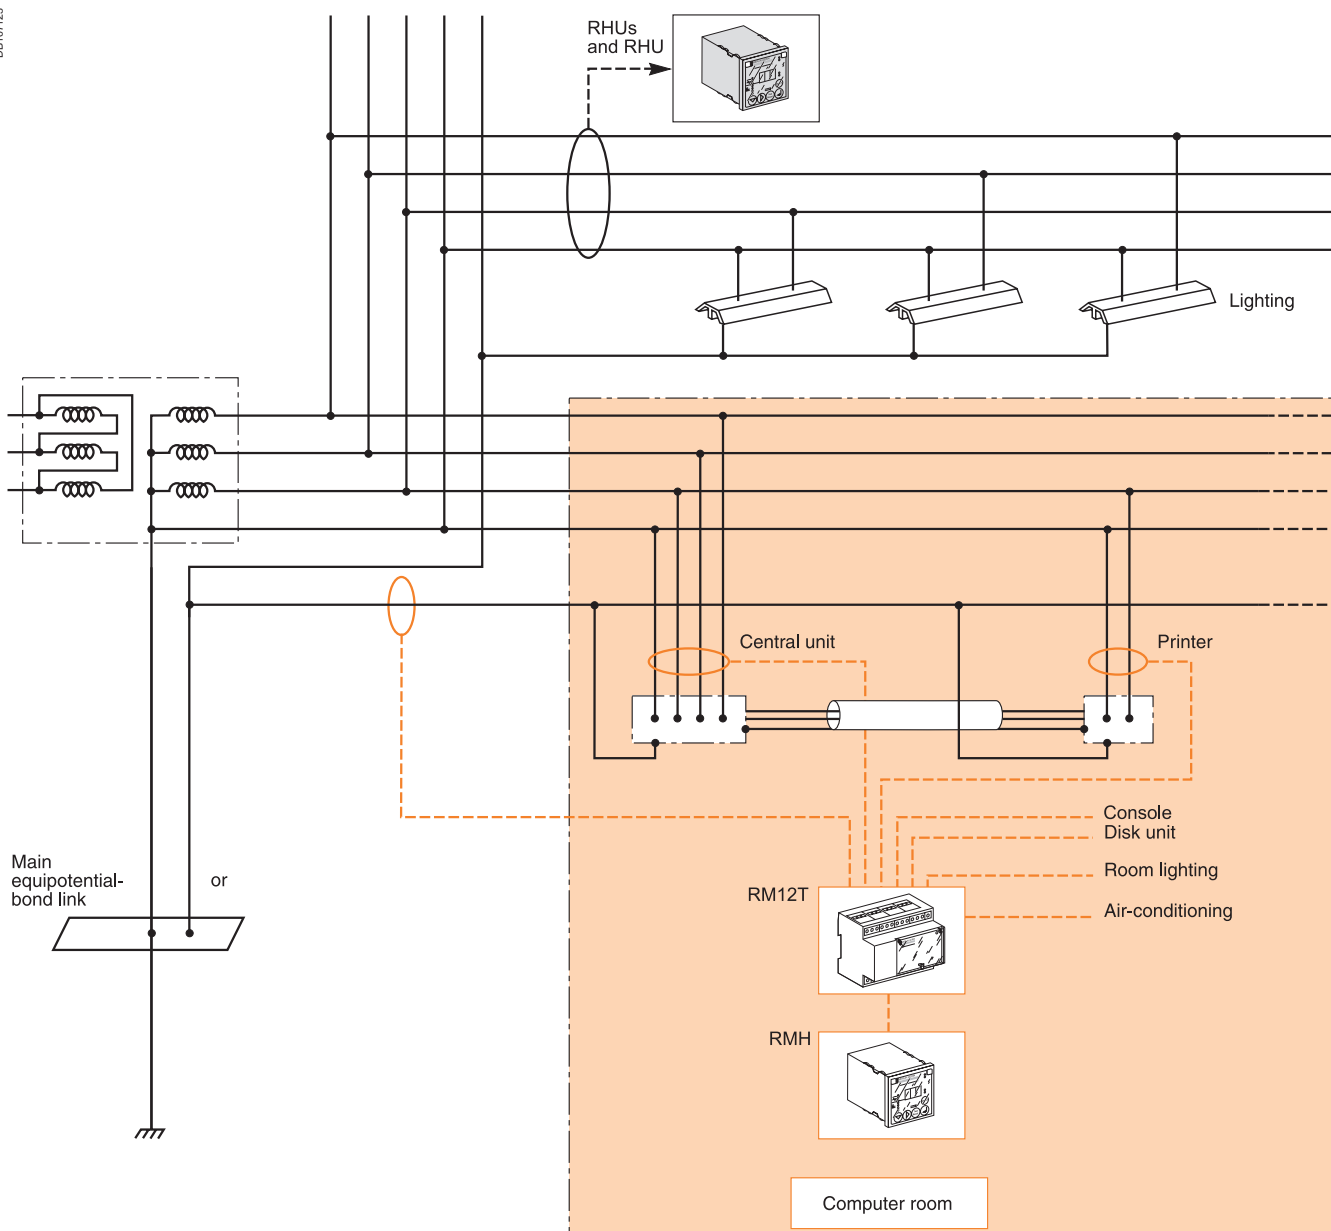 RHUs
and RHU
Lighting
Central unit
Printer
Console
Disk unit
Room lighting
Air-conditioning
Main
equipotential-
bond link
or
RM12T
RMH
Computer room